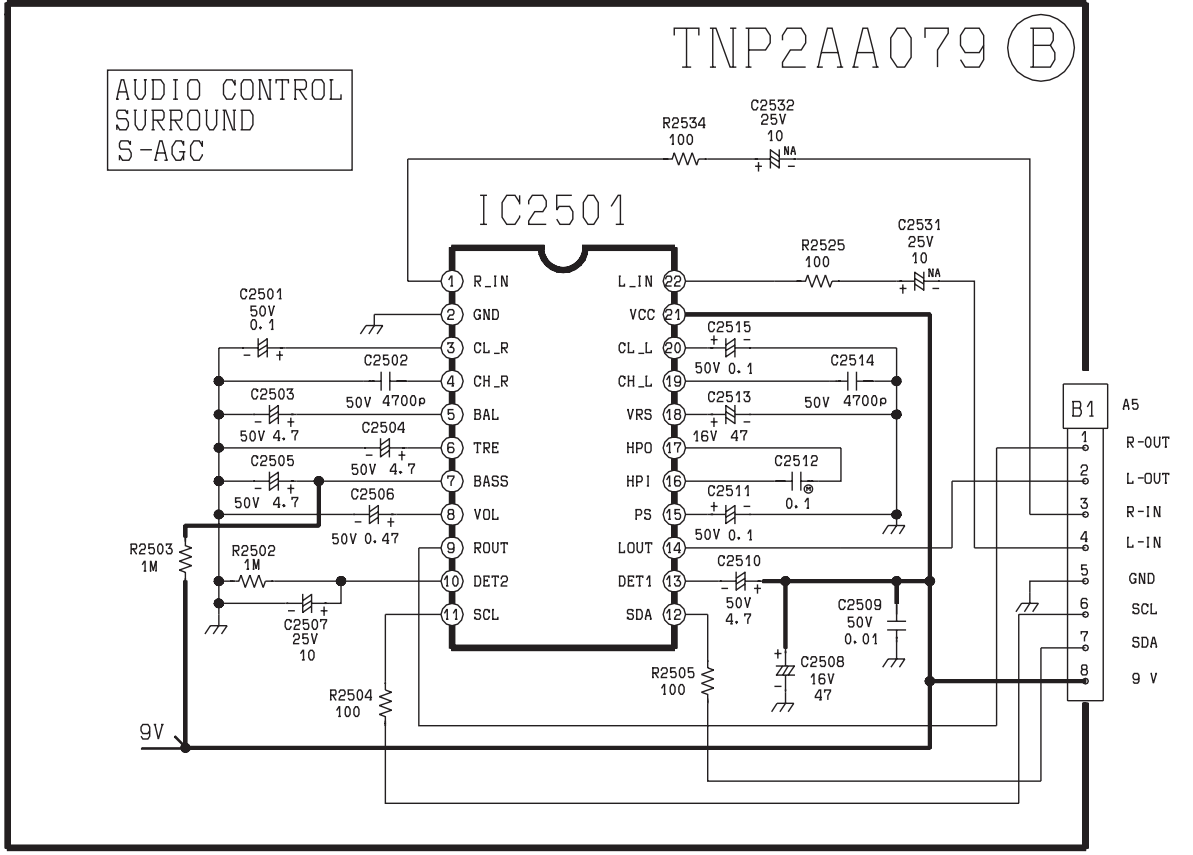 TNP2AA079 B
AUDIO CONTROL
SURROUND
S-AGC
C2532
25V
10
NA
+ -
R2534
100
IC2501
C2531
25V
10
NA
+ -
R2525
100
1 R_IN
2 GND
3 CL_R
4 CH_R
5 BAL
6 TRE
7 BASS
8 VOL
9 ROUT
10 DET2
11 SCL
L_IN 22
VCC 21
CL_L 20
CH_L 19
VRS 18
HPO 17
HPI 16
PS 15
LOUT 14
DET1 13
SDA 12
C2501
50V
0.1
- +
C2502
50V 4700p
C2503
- +
50V 4.7
C2504
- +
50V 4.7
C2505
- +
50V 4.7
C2506
- +
50V 0.47
R2503
1M
R2502
1M
- +
C2507
25V
10
R2504
100
9V
C2515
+ -
50V 0.1
C2514
50V 4700p
C2513
+ -
16V 47
C2512
M
0.1
C2511
+ -
50V 0.1
C2510
- +
50V
4.7
C2509
50V
0.01
+
C2508
16V
47
-
R2505
100
B1 A5
1 R-OUT
2 L-OUT
3 R-IN
4 L-IN
5 GND
6 SCL
7 SDA
8 9 V